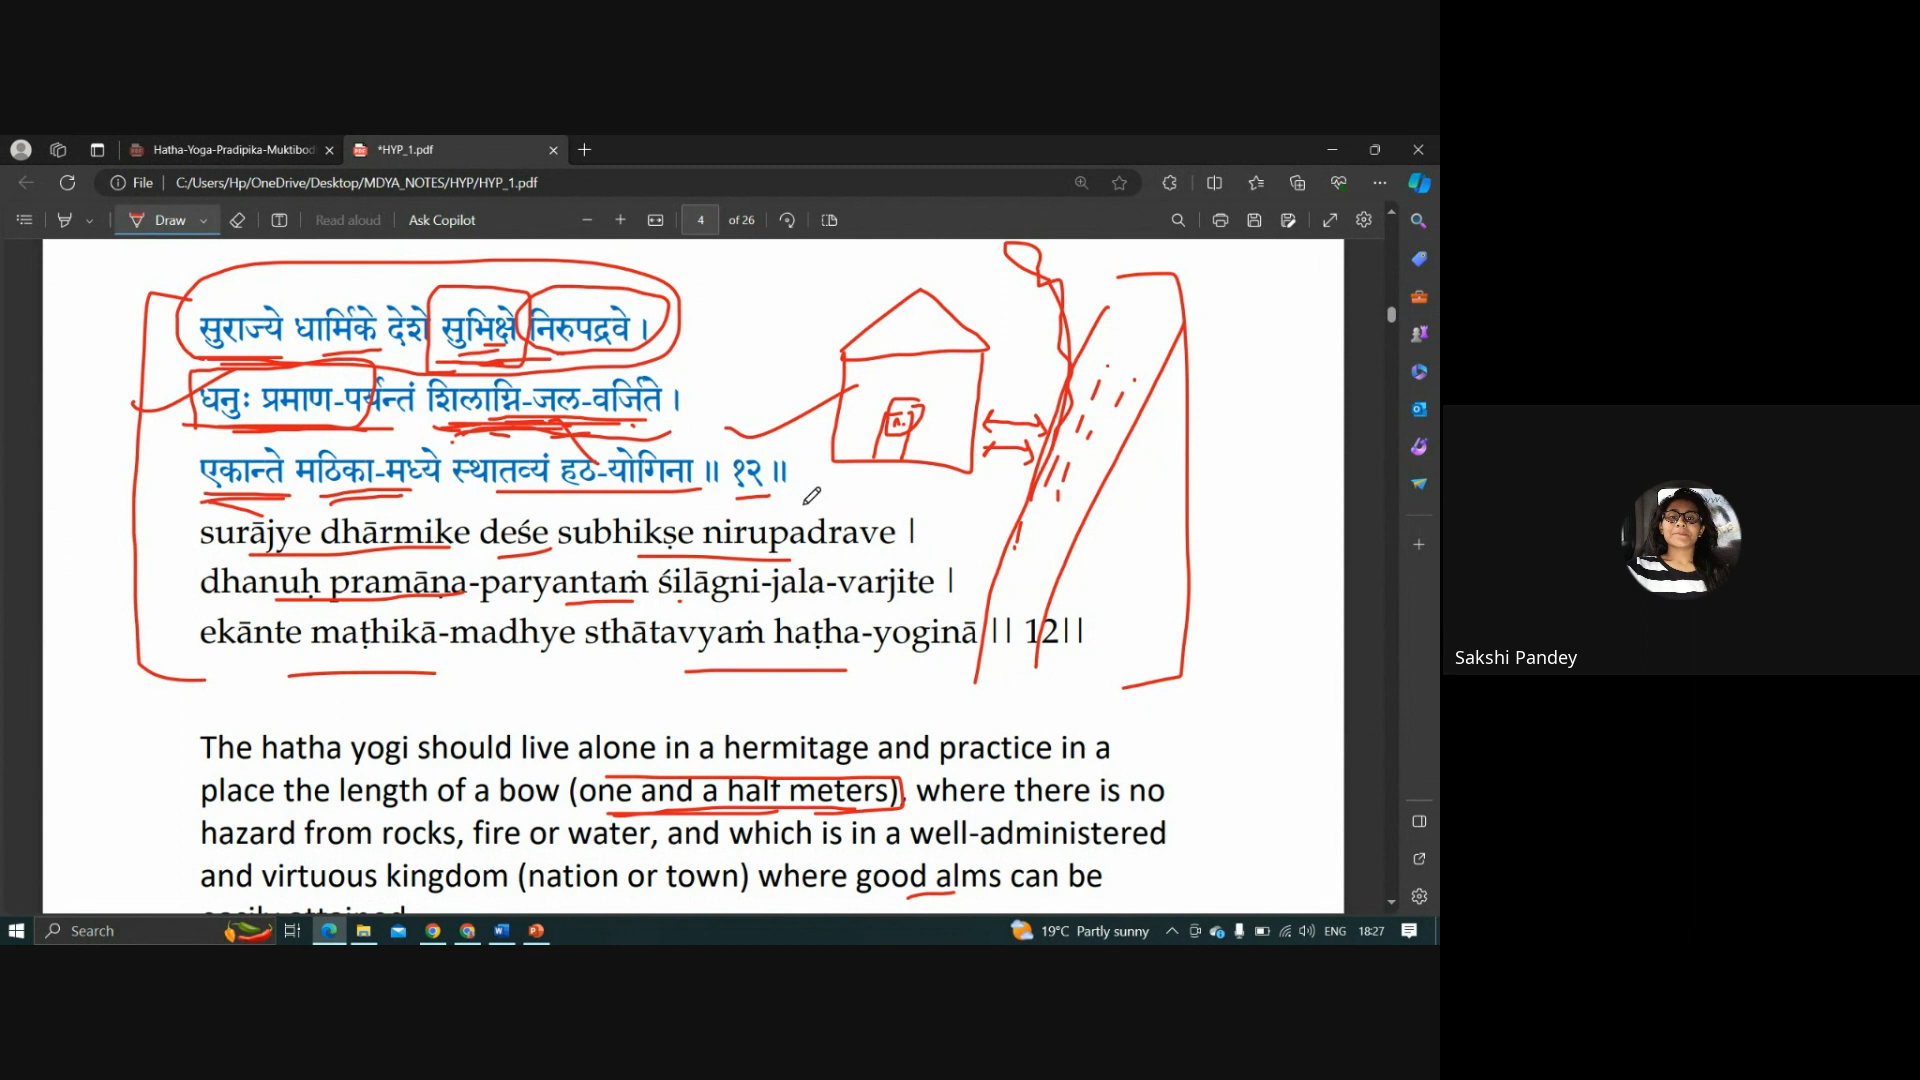 Hatha-Yoga-Pradipika-Muktibod
*HYP_1.pdf
File
C:/Users/Hp/OneDrive/Desktop/MDYA_NOTES/HYP/HYP_1.pdf
Draw
Read aloud
Ask Copilot
4
of 26
सुराज्ये धार्मिके देशे सुभिक्षे निरुपद्रवे ।
धनुः प्रमाण-पर्यन्तं शिलाग्नि-जल-वर्जिते ।
एकान्ते मठिका-मध्ये स्थातव्यं हठ-योगिना ॥ १२ ॥
surājye dhārmike deśe subhikṣe nirupadrave |
dhanuḥ pramāṇa-paryantaṁ śilāgni-jala-varjite |
ekānte maṭhikā-madhye sthātavyaṁ haṭha-yoginā || 12||
The hatha yogi should live alone in a hermitage and practice in a
place the length of a bow (one and a half meters), where there is no
hazard from rocks, fire or water, and which is in a well-administered
and virtuous kingdom (nation or town) where good alms can be
easily attained
Sakshi Pandey
Search
19°C Partly sunny
ENG
18:27